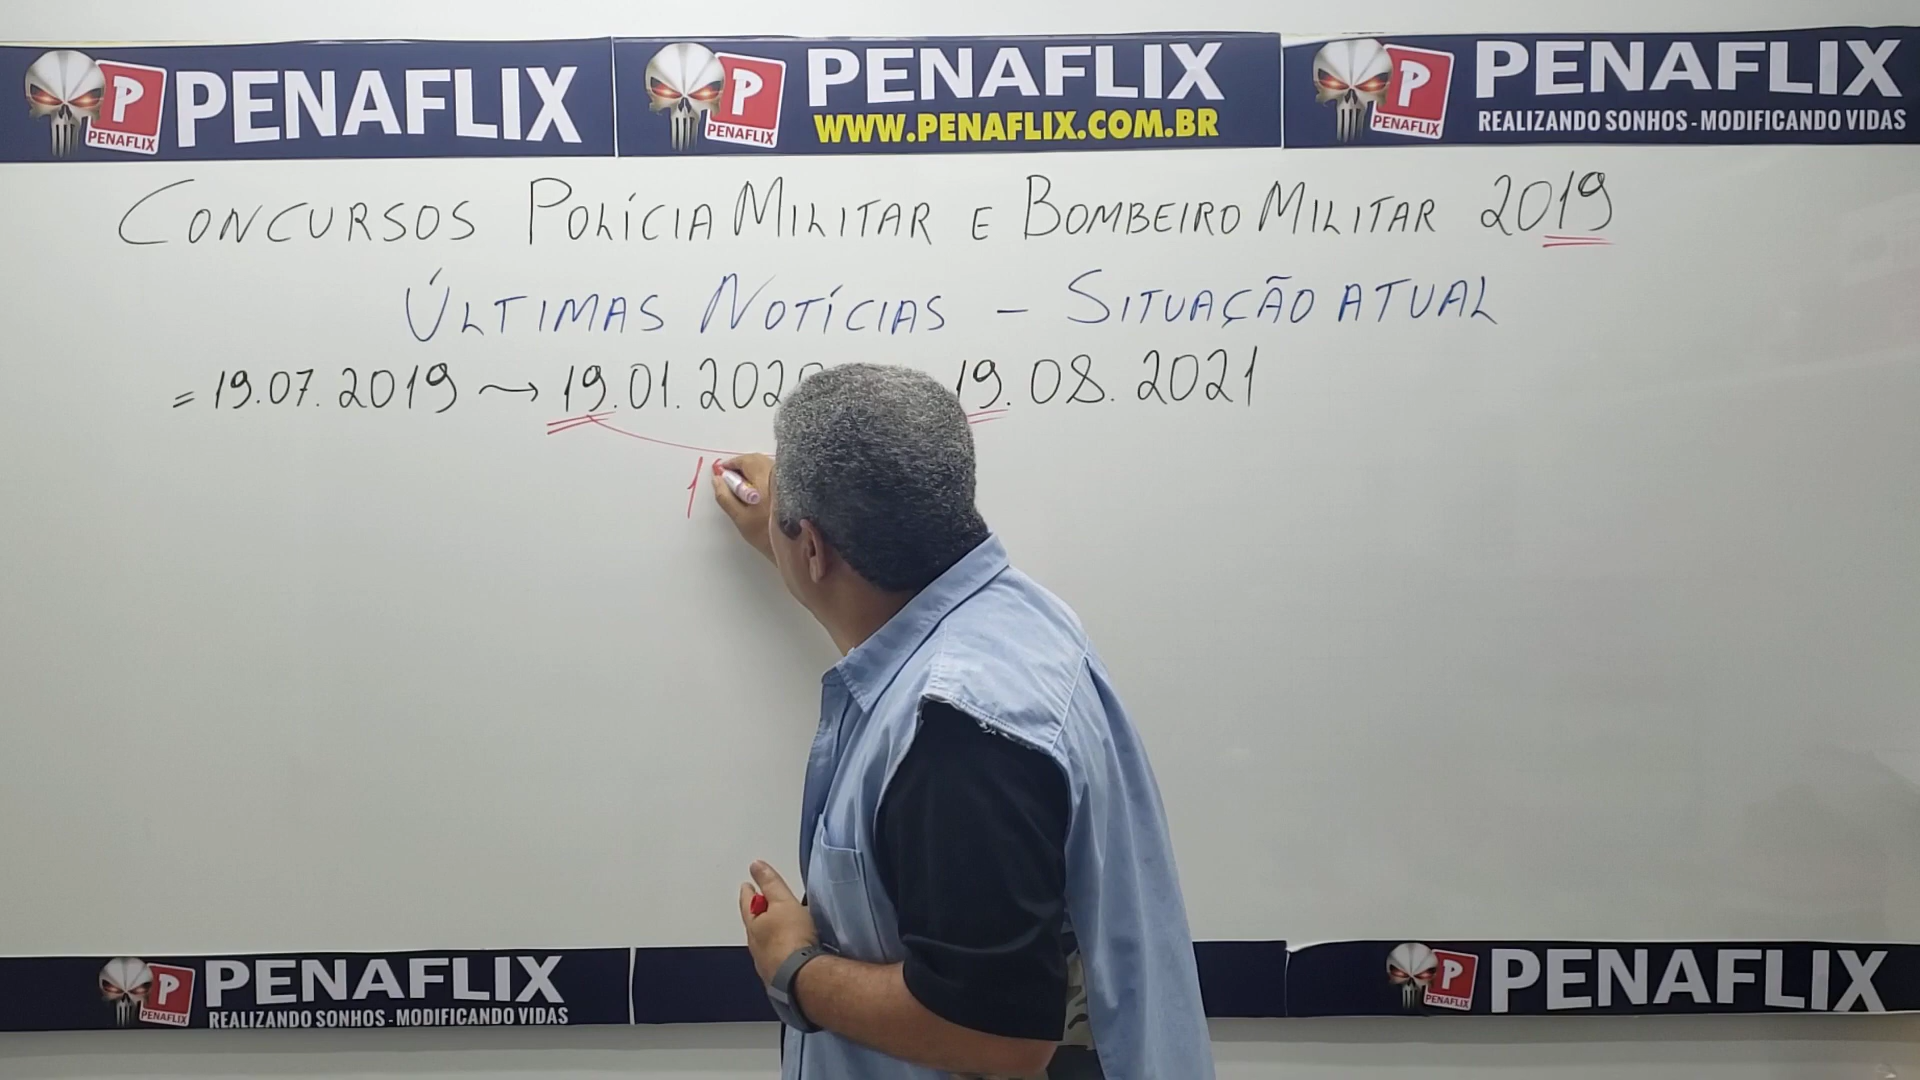 P PENAFLIX PENAFLIX
P PENAFLIX PENAFLIX
WWW.PENAFLIX.COM.BR
P PENAFLIX PENAFLIX
REALIZANDO SONHOS - MODIFICANDO VIDAS
CONCURSOS POLÍCIA MILITAR E BOMBEIRO MILITAR 2019
ÚLTIMAS NOTÍCIAS - SITUAÇÃO ATUAL
= 19.07.2019 → 19.01.202 19.08.2021
1
P PENAFLIX PENAFLIX
REALIZANDO SONHOS - MODIFICANDO VIDAS
P PENAFLIX PENAFLIX